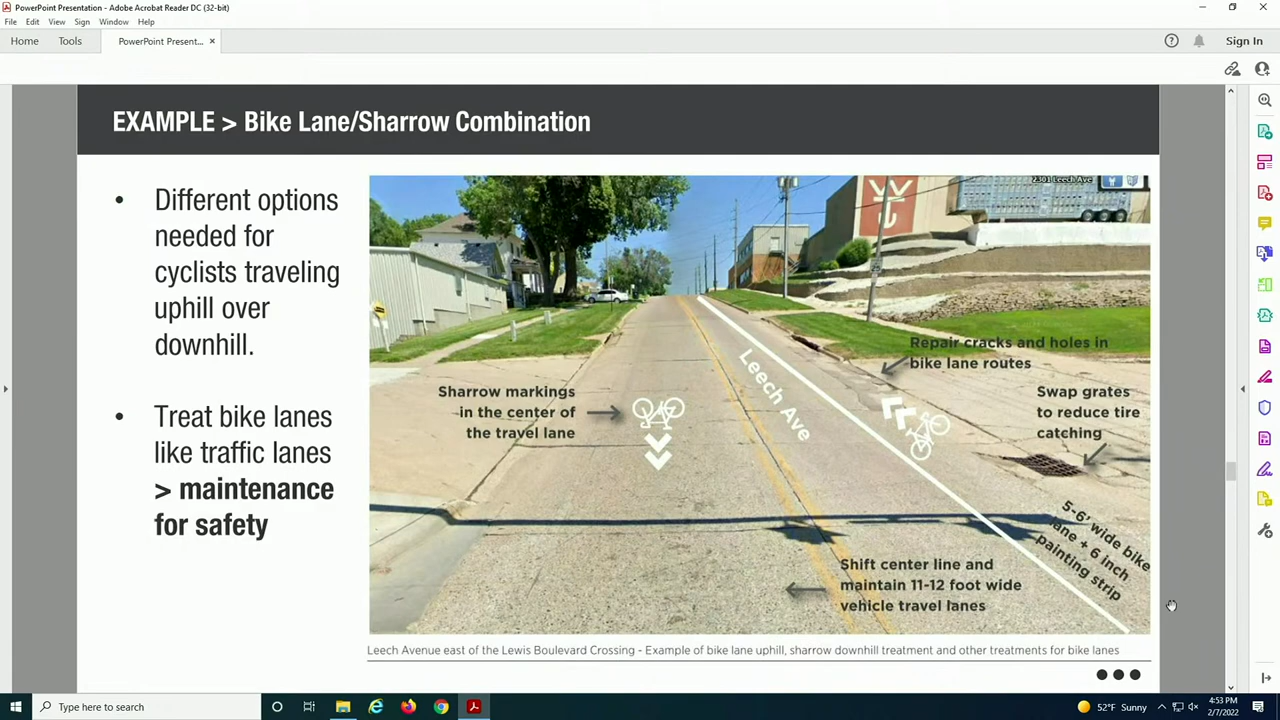 PowerPoint Presentation - Adobe Acrobat Reader DC (32-bit)
File Edit View Sign Window Help
Home Tools PowerPoint Present... × Sign In
EXAMPLE > Bike Lane/Sharrow Combination
• Different options
needed for
cyclists traveling
uphill over
downhill.
• Treat bike lanes
like traffic lanes
> maintenance
for safety
2301 Leech Ave
Repair cracks and holes in
bike lane routes
Sharrow markings
in the center of
the travel lane
Leech Ave
Swap grates
to reduce tire
catching
5-6' wide bike
lane + 6 inch
painting strip
Shift center line and
maintain 11-12 foot wide
vehicle travel lanes
Leech Avenue east of the Lewis Boulevard Crossing - Example of bike lane uphill, sharrow downhill treatment and other treatments for bike lanes
Type here to search
52°F Sunny
4:53 PM
2/7/2022